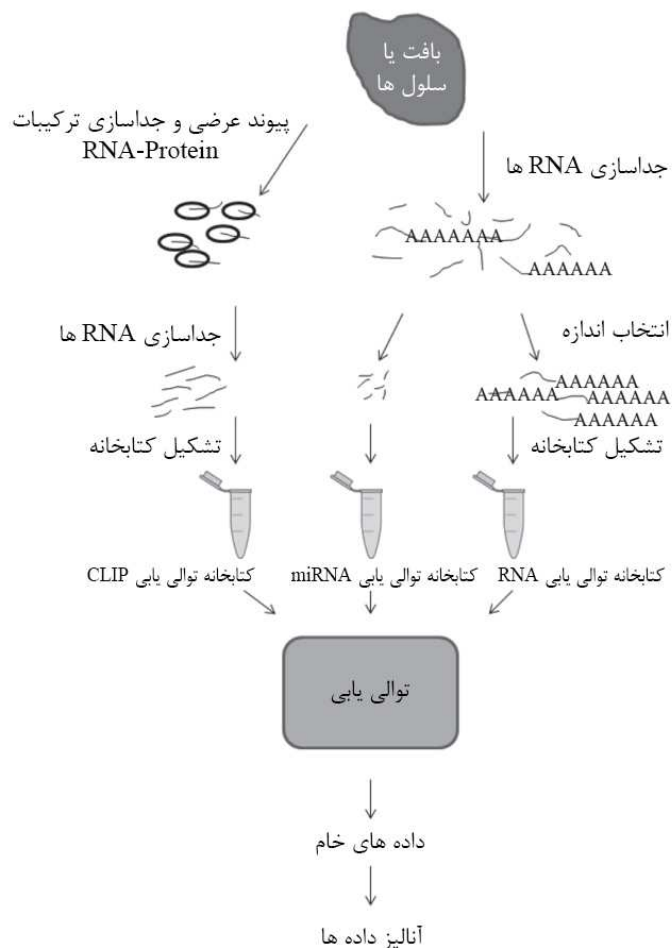 بافت یا
سلول ها
پیوند عرضی و جداسازی ترکیبات
RNA-Protein
جداسازی RNA ها
AAAAAAA
AAAAAA
جداسازی RNA ها
انتخاب اندازه
AAAAAA
AAAAAA
AAAAAA
AAAAAA
تشکیل کتابخانه
تشکیل کتابخانه
کتابخانه توالی یابی RNA
کتابخانه توالی یابی miRNA
کتابخانه توالی یابی CLIP
توالی یابی
داده های خام
آنالیز داده ها